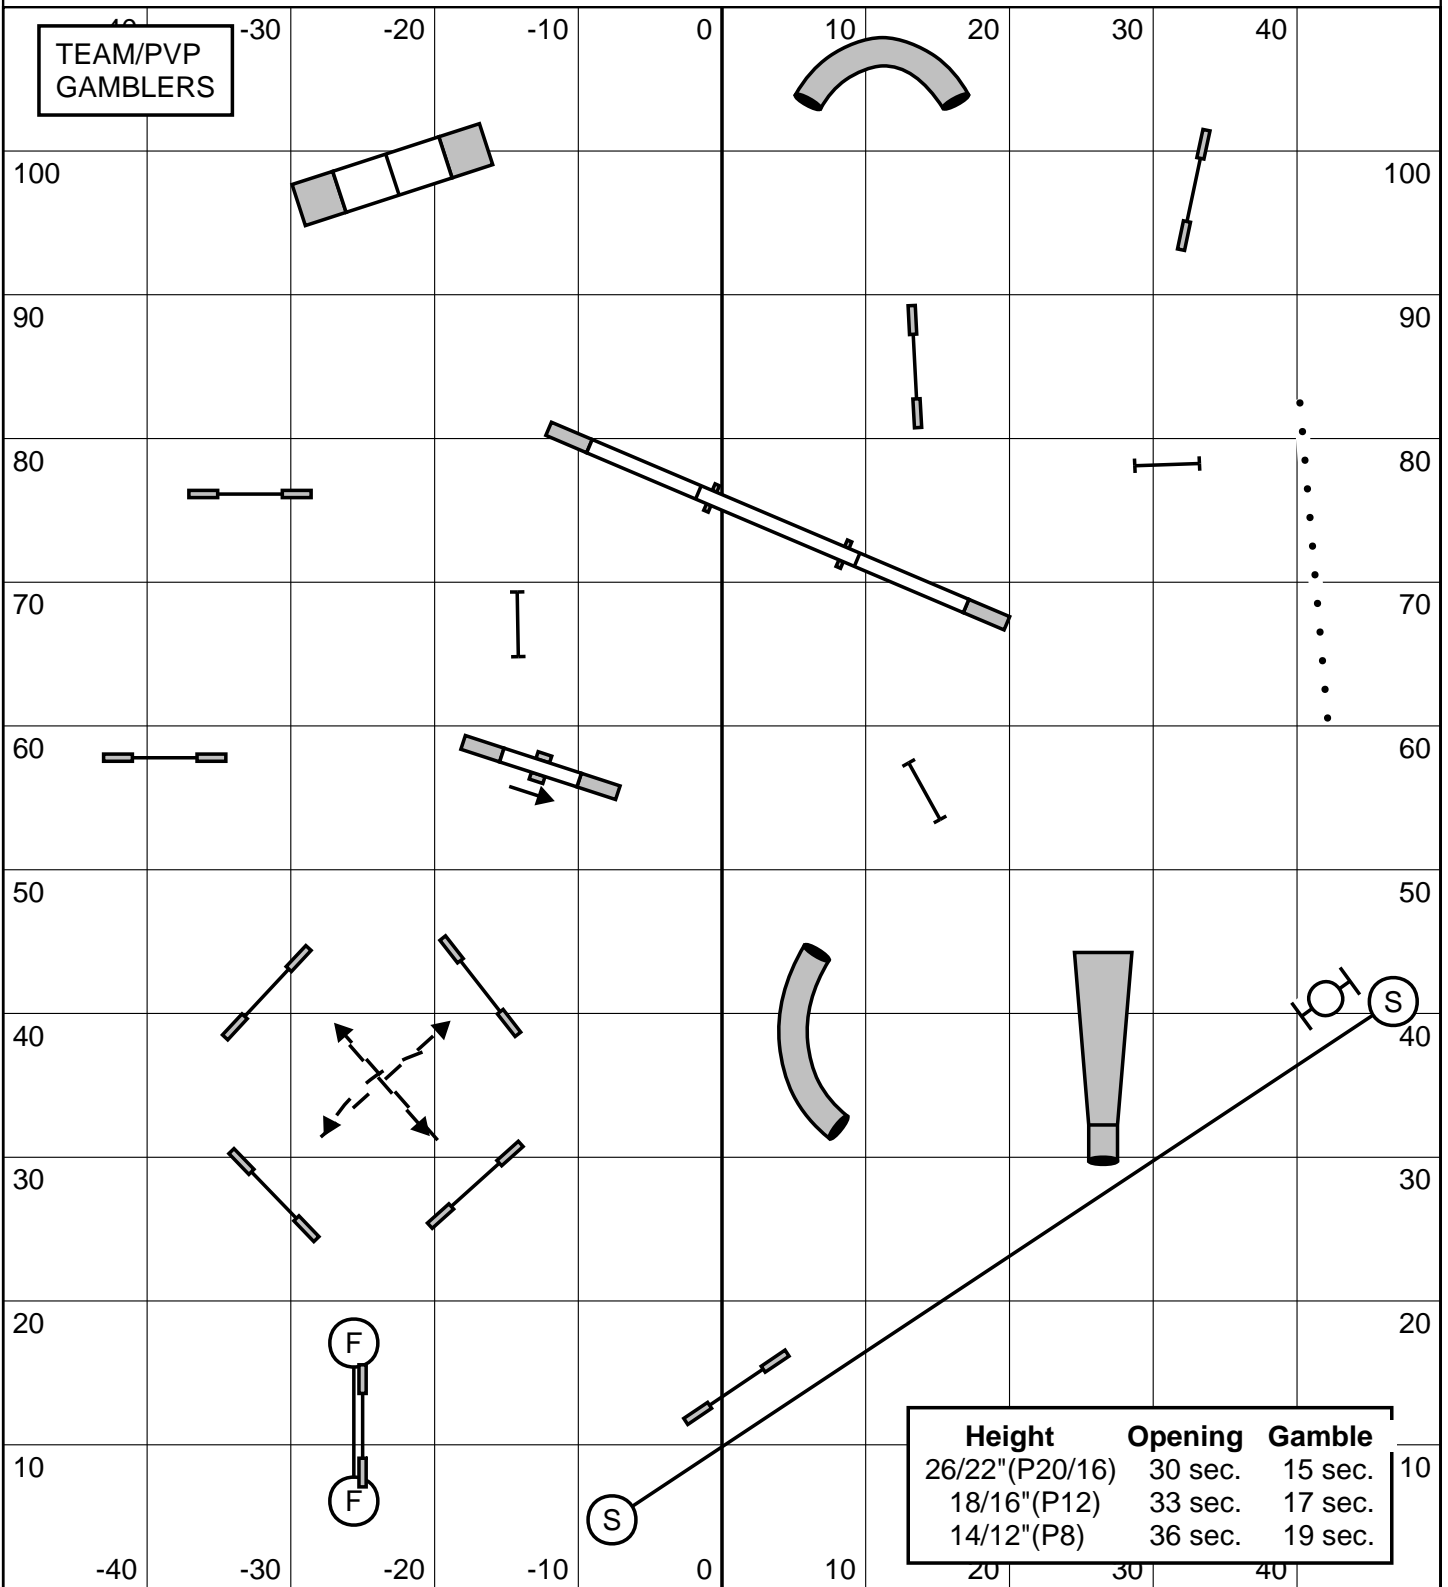 -40 -30 -20 -10 0 10 20 30 40
TEAM/PVP
GAMBLERS
100 100
90 90
80 80
70 70
60 60
50 50
S
40 40
30 30
20 20
F
Height Opening Gamble
10 10
26/22"(P20/16) 30 sec. 15 sec.
F
18/16"(P12) 33 sec. 17 sec.
S
14/12"(P8) 36 sec. 19 sec.
-40 -30 -20 -10 0 10 20 30 40